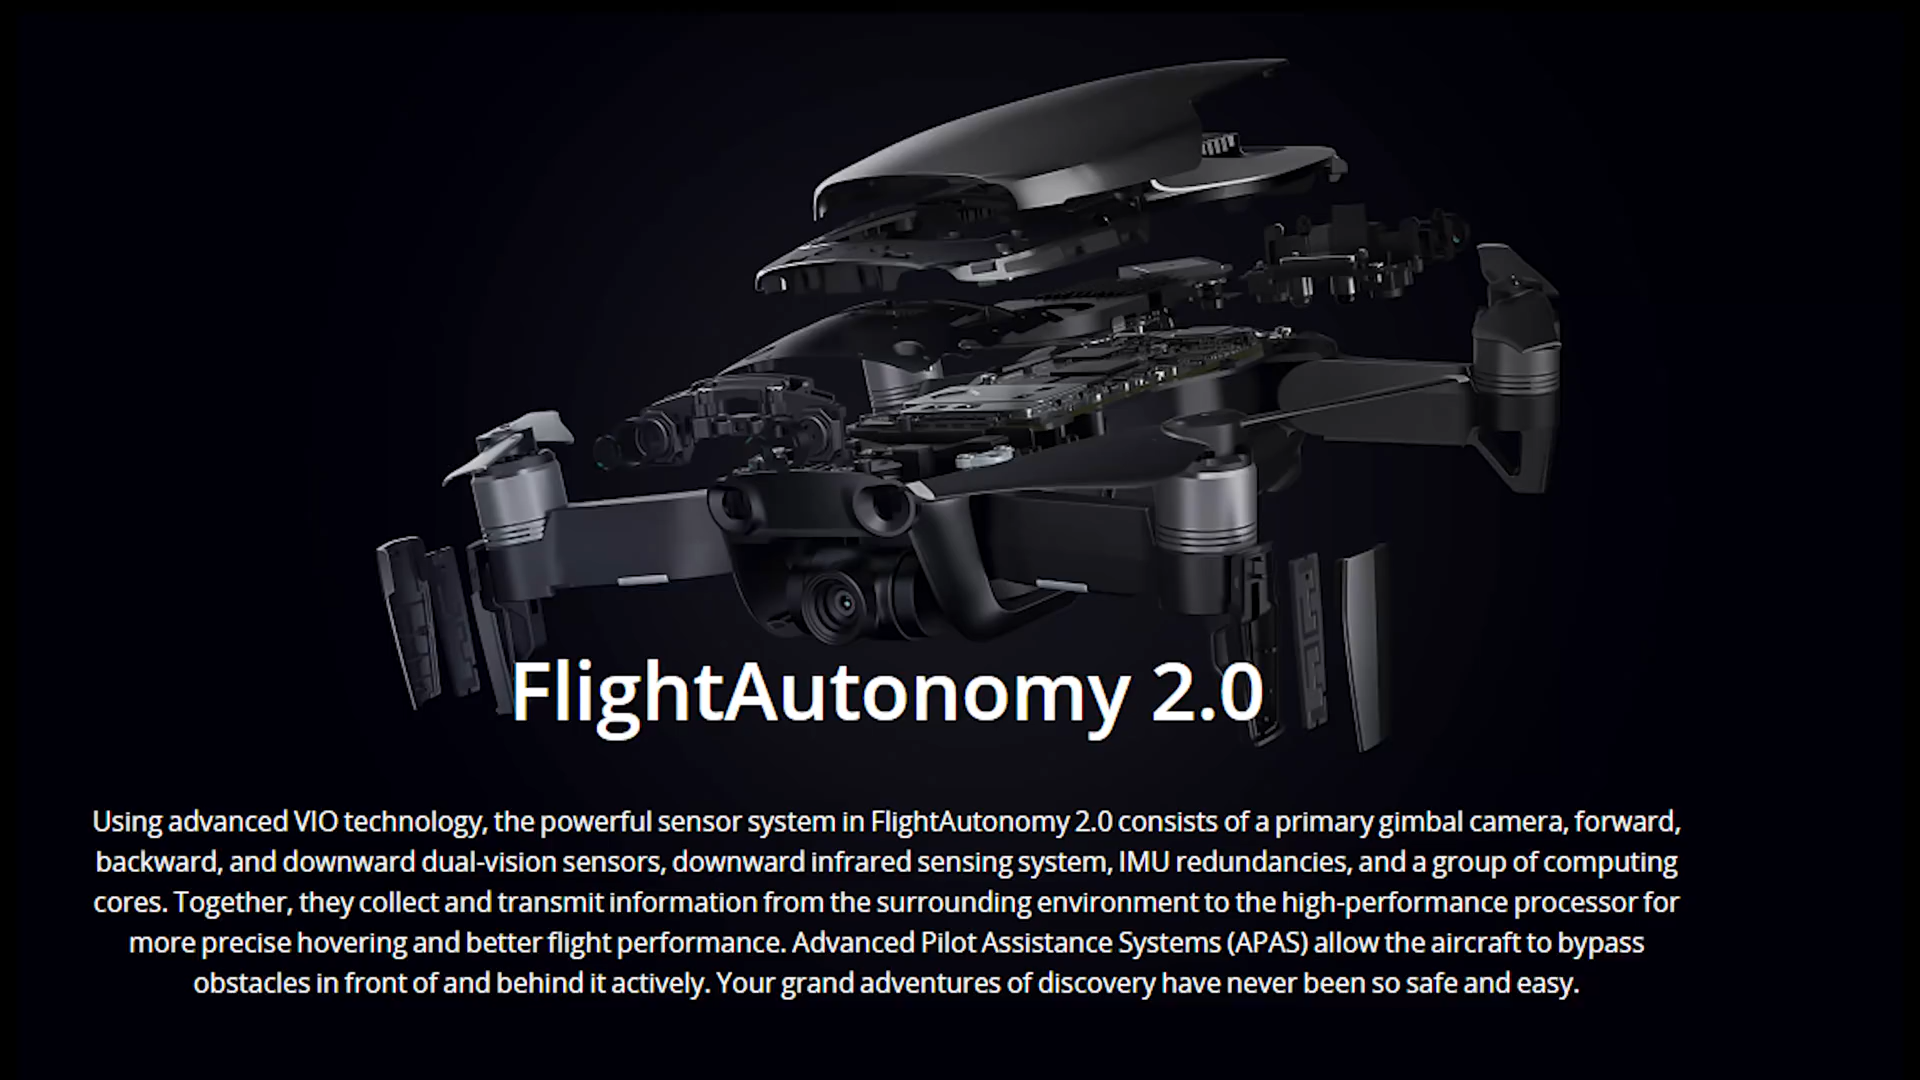 FlightAutonomy 2.0
Using advanced VIO technology, the powerful sensor system in FlightAutonomy 2.0 consists of a primary gimbal camera, forward,
backward, and downward dual-vision sensors, downward infrared sensing system, IMU redundancies, and a group of computing
cores. Together, they collect and transmit information from the surrounding environment to the high-performance processor for
more precise hovering and better flight performance. Advanced Pilot Assistance Systems (APAS) allow the aircraft to bypass
obstacles in front of and behind it actively. Your grand adventures of discovery have never been so safe and easy.